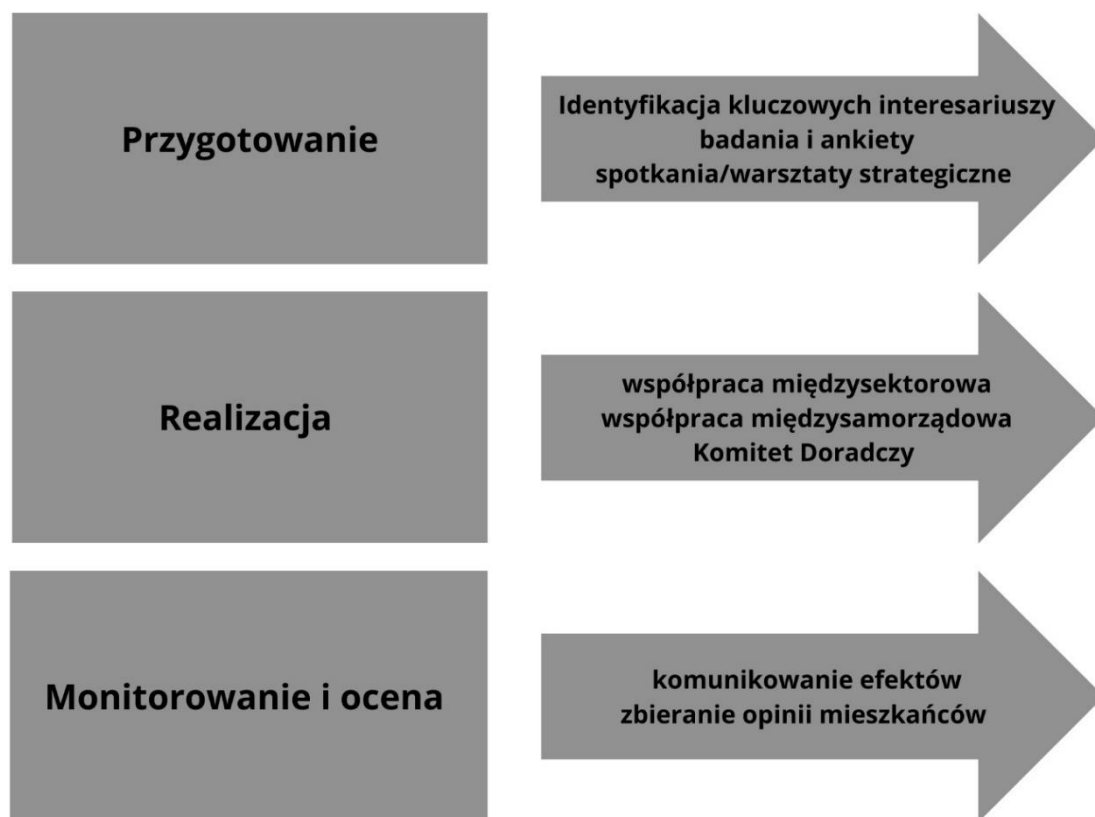 Przygotowanie
Identyfikacja kluczowych interesariuszy
badania i ankiety
spotkania/warsztaty strategiczne
Realizacja
współpraca międzysektorowa
współpraca międzysamorządowa
Komitet Doradczy
Monitorowanie i ocena
komunikowanie efektów
zbieranie opinii mieszkańców